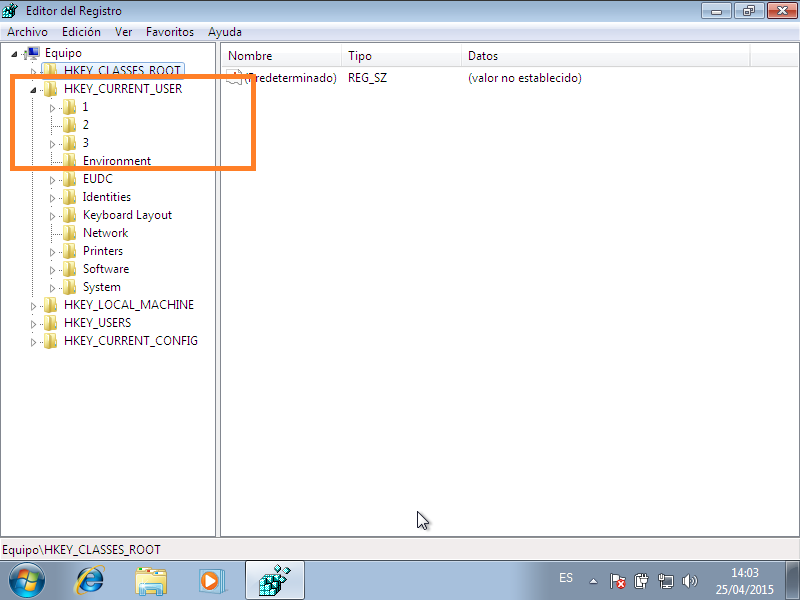 Editor del Registro
Archivo Edición Ver Favoritos Ayuda
Equipo
HKEY_CLASSES_ROOT
HKEY_CURRENT_USER
1
2
3
Environment
EUDC
Identities
Keyboard Layout
Network
Printers
Software
System
HKEY_LOCAL_MACHINE
HKEY_USERS
HKEY_CURRENT_CONFIG
Nombre Tipo Datos
(Predeterminado) REG_SZ (valor no establecido)
Equipo\HKEY_CLASSES_ROOT
ES
14:03
25/04/2015